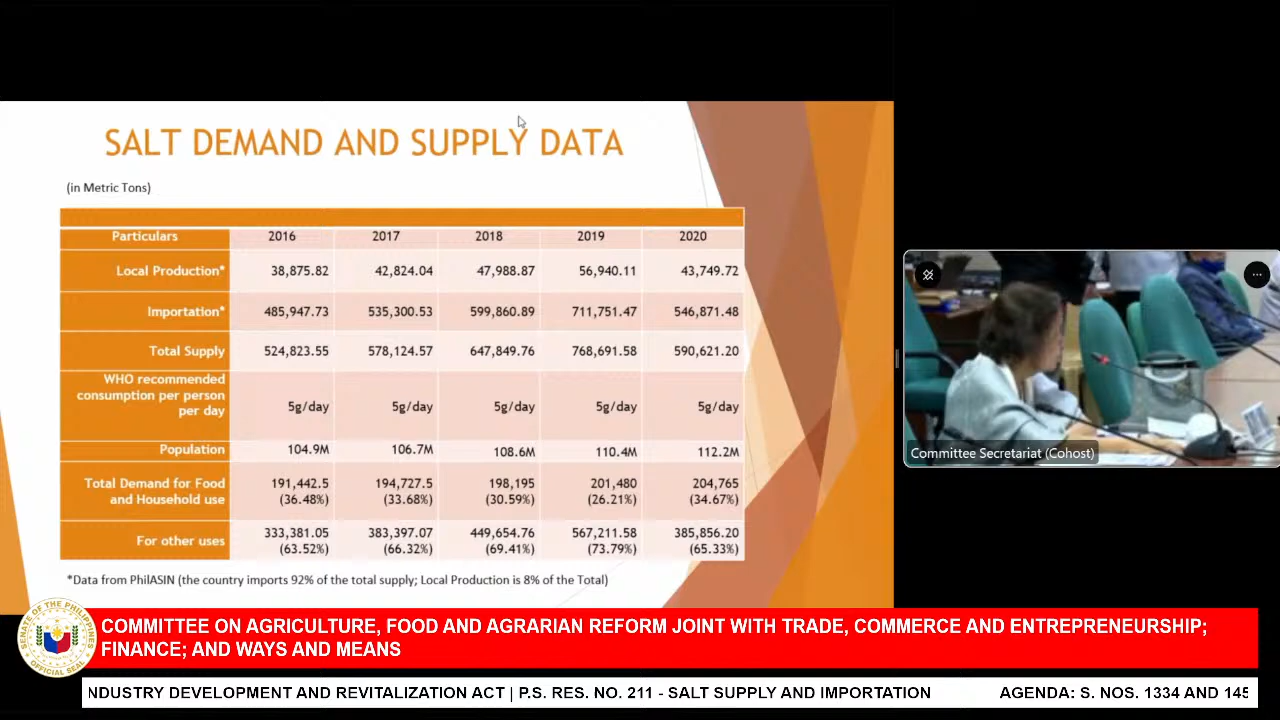 SALT DEMAND AND SUPPLY DATA
(in Metric Tons)
Particulars 2016 2017 2018 2019 2020
Local Production* 38,875.82 42,824.04 47,988.87 56,940.11 43,749.72
Importation* 485,947.73 535,300.53 599,860.89 711,751.47 546,871.48
Total Supply 524,823.55 578,124.57 647,849.76 768,691.58 590,621.20
WHO recommended
consumption per person
per day 5g/day 5g/day 5g/day 5g/day 5g/day
Population 104.9M 106.7M 108.6M 110.4M 112.2M
Total Demand for Food 191,442.5 194,727.5 198,195 201,480 204,765
and Household use (36.48%) (33.68%) (30.59%) (26.21%) (34.67%)
For other uses 333,381.05 383,397.07 449,654.76 567,211.58 385,856.20
(63.52%) (66.32%) (69.41%) (73.79%) (65.33%)
*Data from PhilASIN (the country imports 92% of the total supply; Local Production is 8% of the Total)
Committee Secretariat (Cohost)
SENATE OF THE PHILIPPINES
OFFICIAL SEAL
COMMITTEE ON AGRICULTURE, FOOD AND AGRARIAN REFORM JOINT WITH TRADE, COMMERCE AND ENTREPRENEURSHIP;
FINANCE; AND WAYS AND MEANS
NDUSTRY DEVELOPMENT AND REVITALIZATION ACT | P.S. RES. NO. 211 - SALT SUPPLY AND IMPORTATION AGENDA: S. NOS. 1334 AND 145